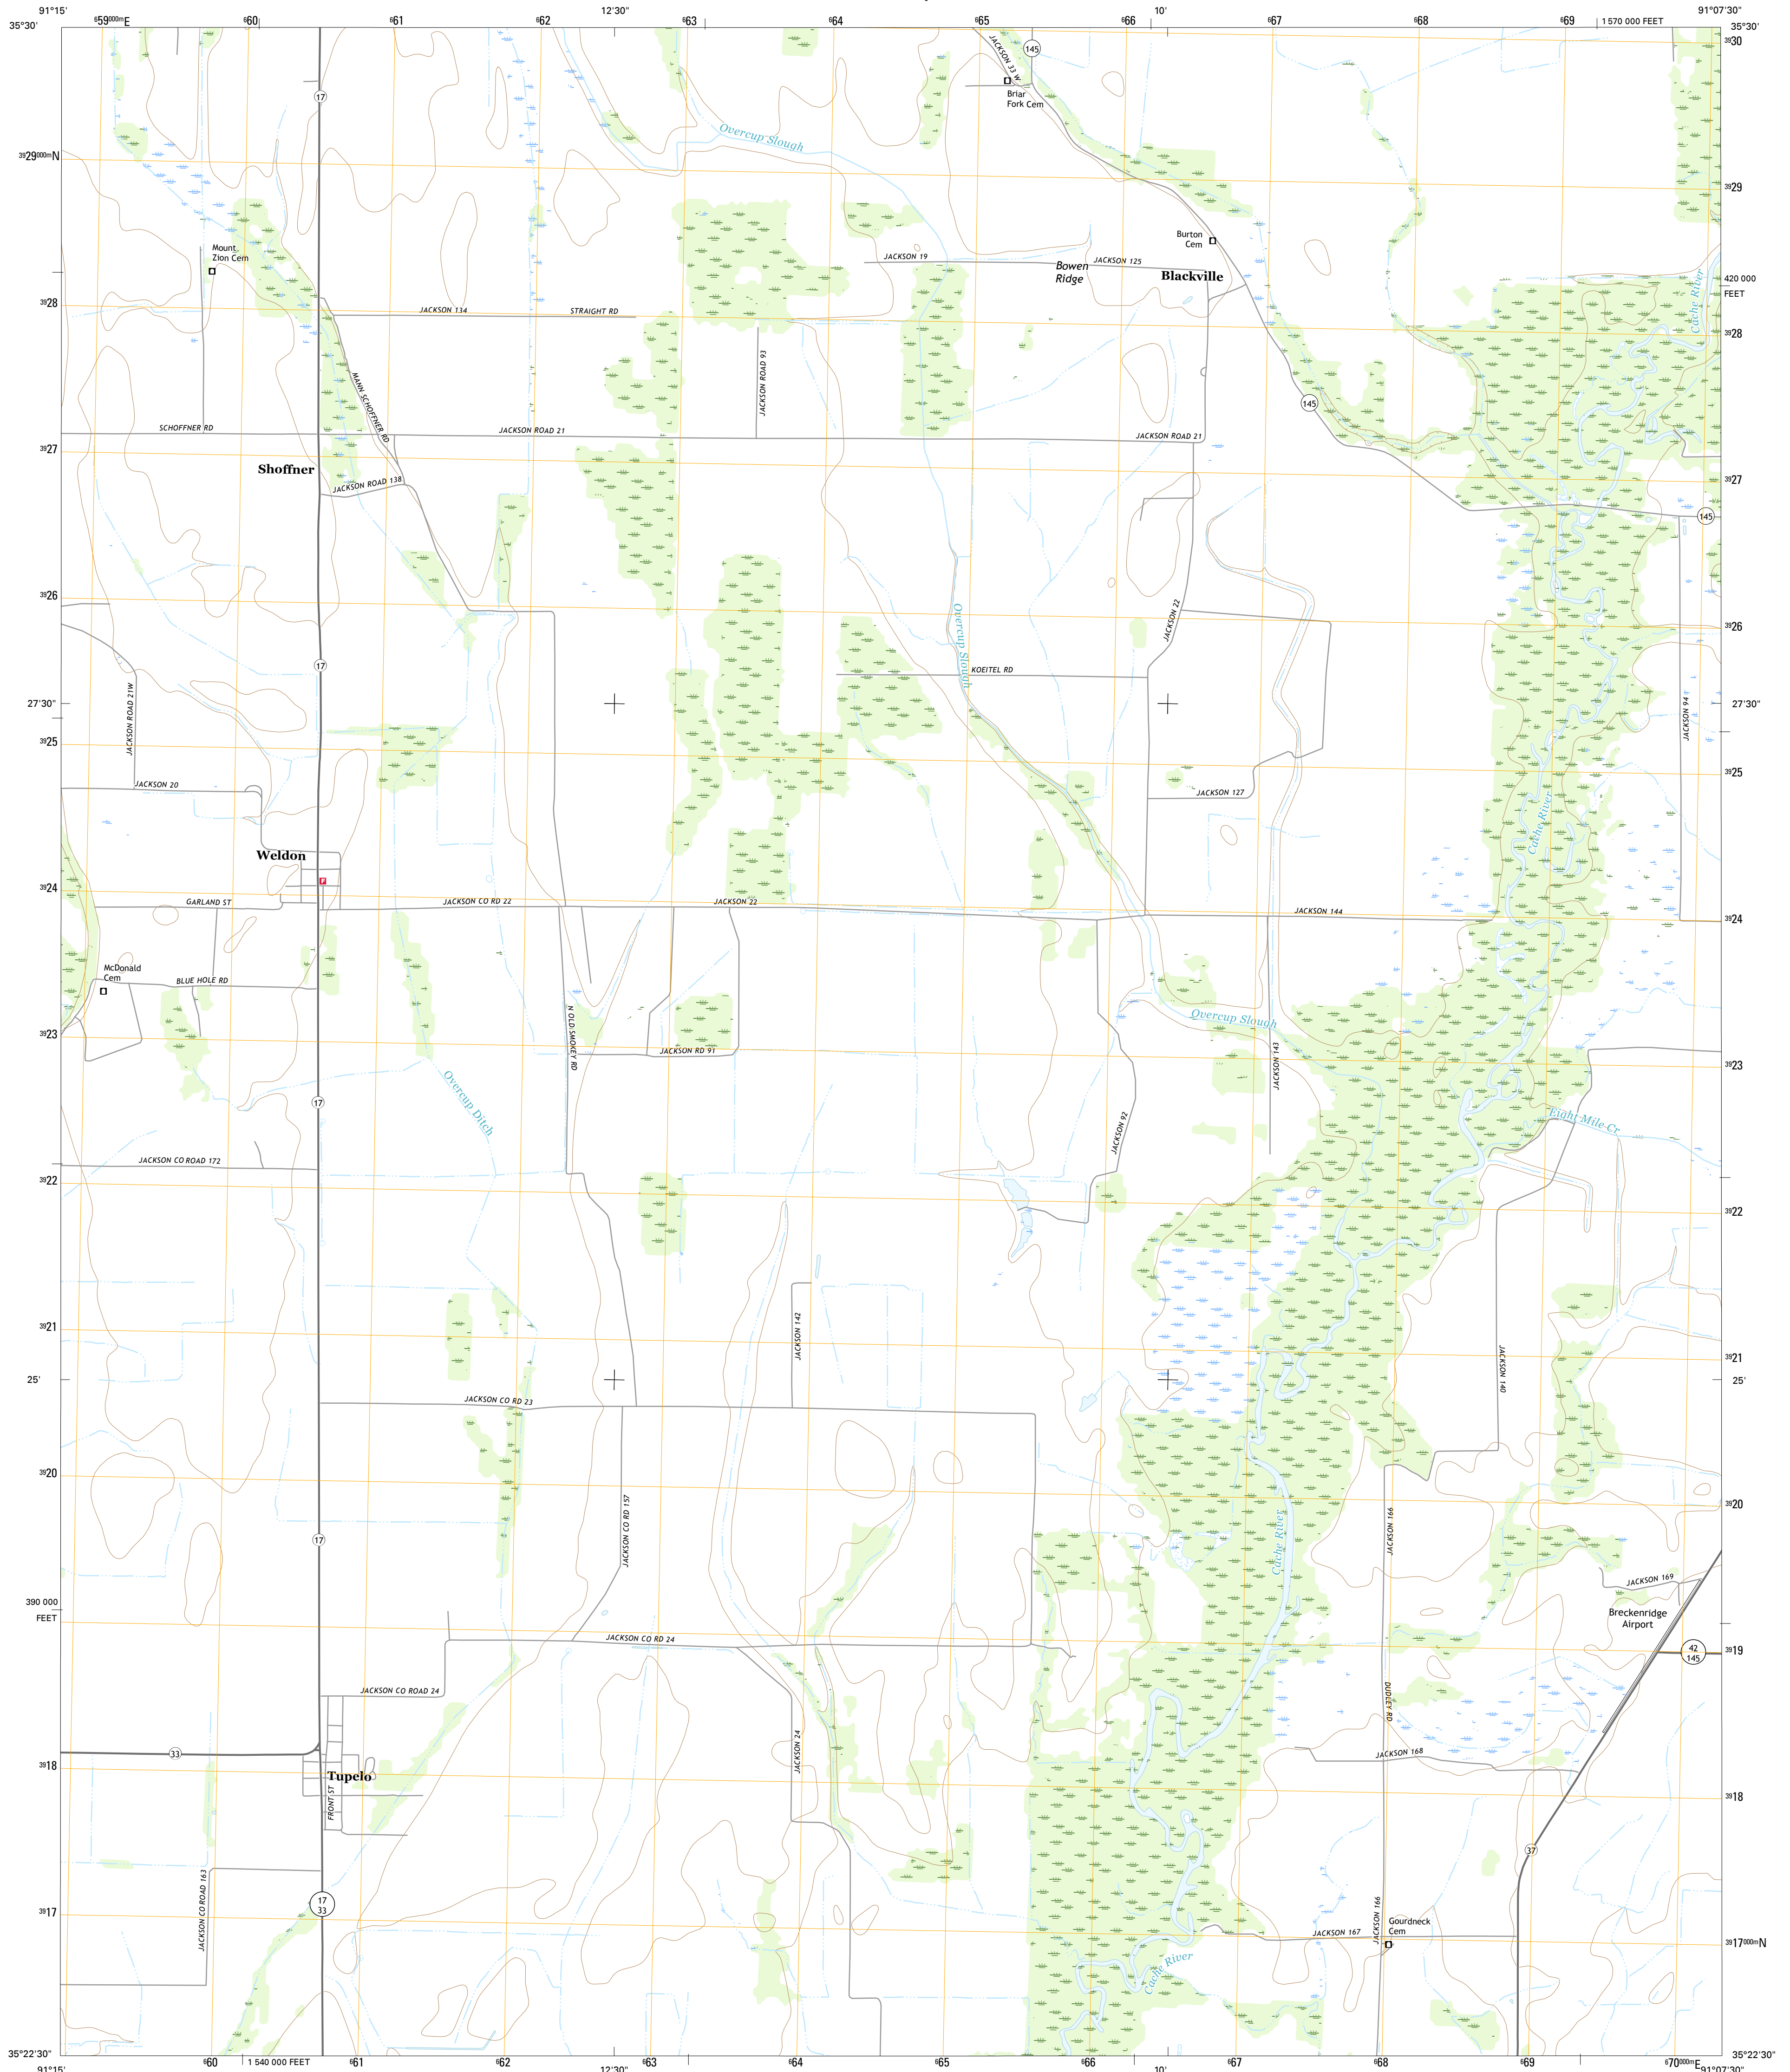 91°15'
⁶59⁰⁰⁰ᵐE
⁶60
⁶61
⁶62
12'30"
⁶63
⁶64
⁶65
⁶66
10'
⁶67
⁶68
⁶69
1 570 000 FEET
91°07'30"
35°30'
35°30'
³⁹30
145
JACKSON 33 W
17
Briar
Fork Cem
Overcup Slough
³⁹29⁰⁰⁰ᵐN
³⁹29
Mount
Zion Cem
Burton
Cem
JACKSON 19
Bowen
Ridge
JACKSON 125
Blackville
420 000
FEET
Cache River
³⁹28
³⁹28
JACKSON 134
STRAIGHT RD
JACKSON ROAD 93
MANN SCHOFFNER RD
145
SCHOFFNER RD
JACKSON ROAD 21
JACKSON ROAD 21
³⁹27
³⁹27
Shoffner
JACKSON ROAD 138
145
³⁹26
³⁹26
Overcup Slough
JACKSON 22
17
KOEITEL RD
JACKSON ROAD 21W
JACKSON 94
27'30"
27'30"
³⁹25
³⁹25
JACKSON 20
JACKSON 127
Cache River
Weldon
F
³⁹24
³⁹24
GARLAND ST
JACKSON CO RD 22
JACKSON 22
JACKSON 144
McDonald
Cem
BLUE HOLE RD
N OLD SMOKEY RD
Overcup Slough
³⁹23
³⁹23
JACKSON RD 91
JACKSON 143
17
Overcup Ditch
JACKSON 92
Eight Mile Cr
JACKSON CO ROAD 172
³⁹22
³⁹22
³⁹21
³⁹21
JACKSON 142
JACKSON 140
25'
25'
JACKSON CO RD 23
³⁹20
³⁹20
JACKSON CO RD 157
Cache River
JACKSON 166
17
JACKSON 169
390 000
FEET
Breckenridge
Airport
JACKSON CO RD 24
42
145
³⁹19
JACKSON CO ROAD 24
DUDLEY RD
JACKSON 24
33
JACKSON 168
³⁹18
³⁹18
Tupelo
FRONT ST
37
JACKSON CO ROAD 163
17
33
³⁹17
JACKSON 166
Gourdneck
Cem
JACKSON 167
³⁹17⁰⁰⁰ᵐN
Cache River
35°22'30"
35°22'30"
91°15'
⁶60
1 540 000 FEET
⁶61
⁶62
12'30"
⁶63
⁶64
⁶65
⁶66
10'
⁶67
⁶68
⁶69
⁶70⁰⁰⁰ᵐE
91°07'30"